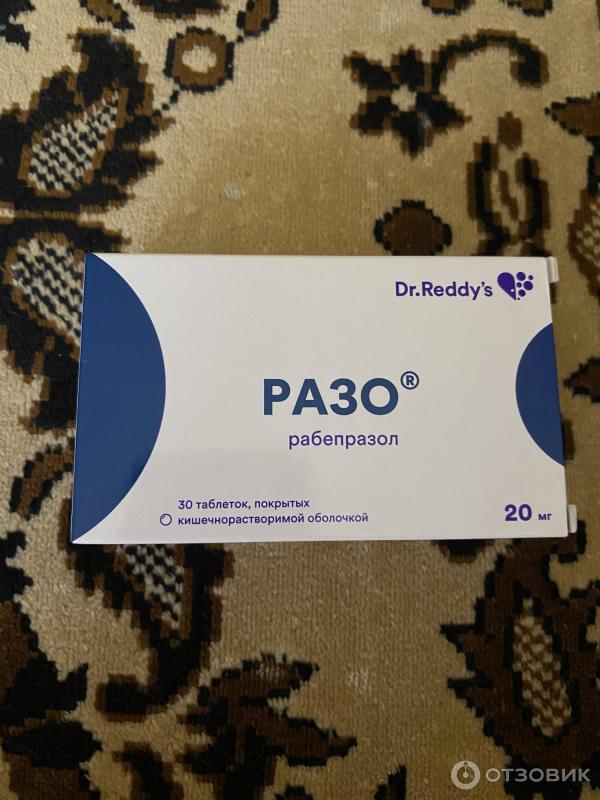 Dr.Reddy's
РАЗО®
рабепразол
30 таблеток, покрытых
кишечнорастворимой оболочкой
20 мг
ОТЗОВИК